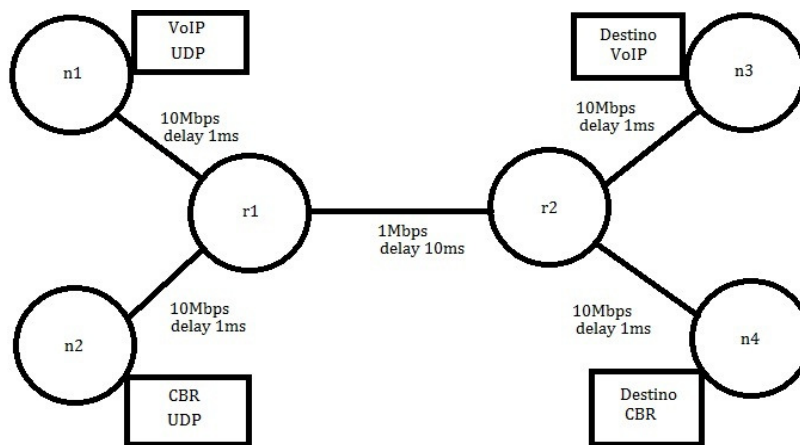 VoIP
UDP
n1
Destino
VoIP
n3
10Mbps
delay 1ms
10Mbps
delay 1ms
r1
r2
1Mbps
delay 10ms
10Mbps
delay 1ms
10Mbps
delay 1ms
n2
n4
CBR
UDP
Destino
CBR